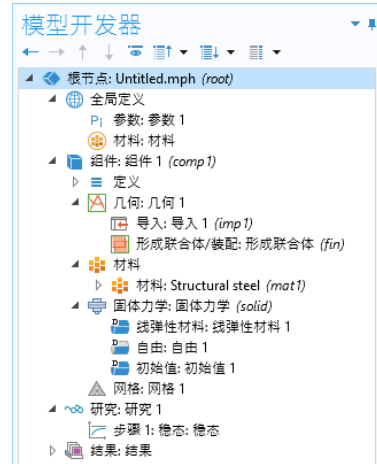 模型开发器
根节点: Untitled.mph (root)
全局定义
Pi 参数: 参数 1
材料: 材料
组件: 组件 1 (comp1)
定义
几何: 几何 1
导入: 导入 1 (imp1)
形成联合体/装配: 形成联合体 (fin)
材料
材料: Structural steel (mat1)
固体力学: 固体力学 (solid)
线弹性材料: 线弹性材料 1
自由: 自由 1
初始值: 初始值 1
网格: 网格 1
研究: 研究 1
步骤 1: 稳态: 稳态
结果: 结果